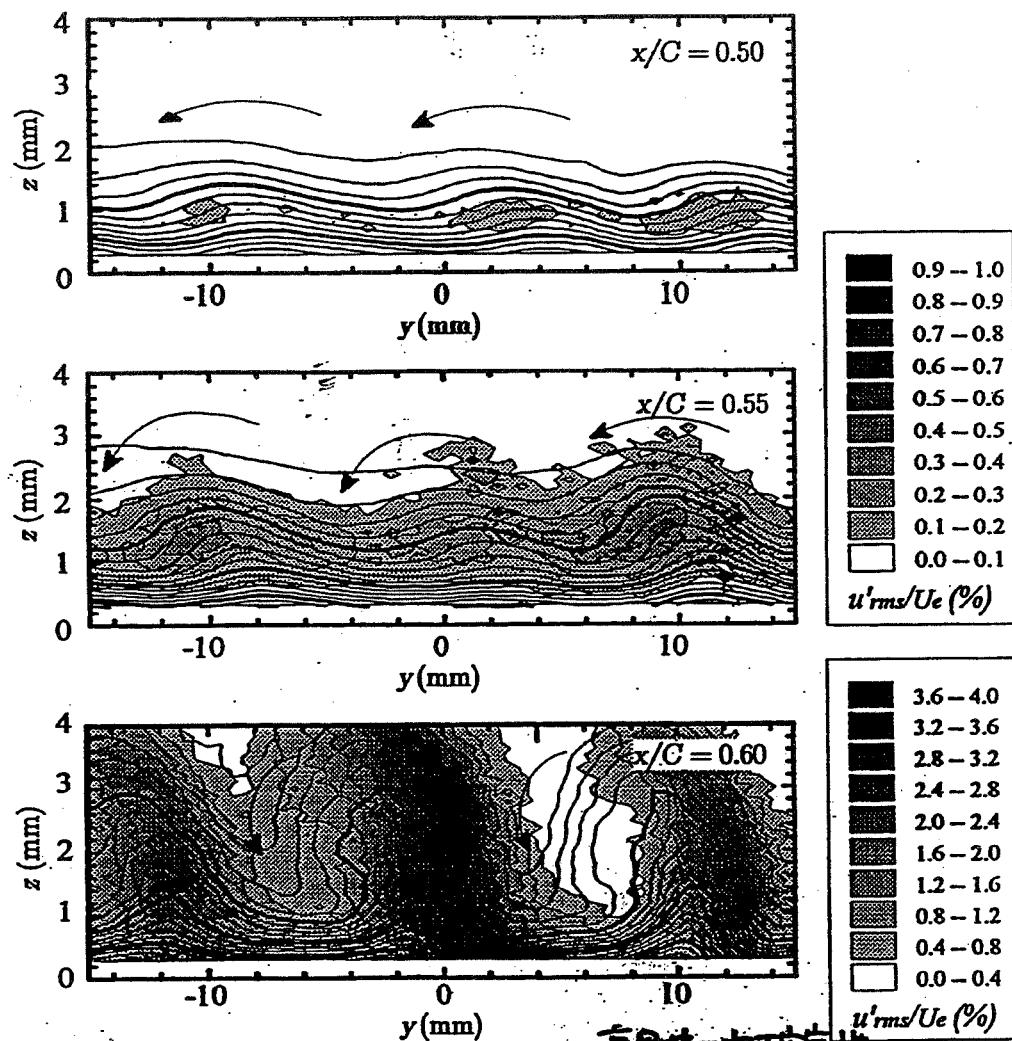 4
3
2
1
0
z (mm)
x/C = 0.50
-10
0
10
y (mm)
4
3
2
1
0
z (mm)
x/C = 0.55
-10
0
10
y (mm)
4
3
2
1
0
z (mm)
x/C = 0.60
-10
0
10
y (mm)
0.9 – 1.0
0.8 – 0.9
0.7 – 0.8
0.6 – 0.7
0.5 – 0.6
0.4 – 0.5
0.3 – 0.4
0.2 – 0.3
0.1 – 0.2
0.0 – 0.1
u'rms/Ue (%)
3.6 – 4.0
3.2 – 3.6
2.8 – 3.2
2.4 – 2.8
2.0 – 2.4
1.6 – 2.0
1.2 – 1.6
0.8 – 1.2
0.4 – 0.8
0.0 – 0.4
u'rms/Ue (%)